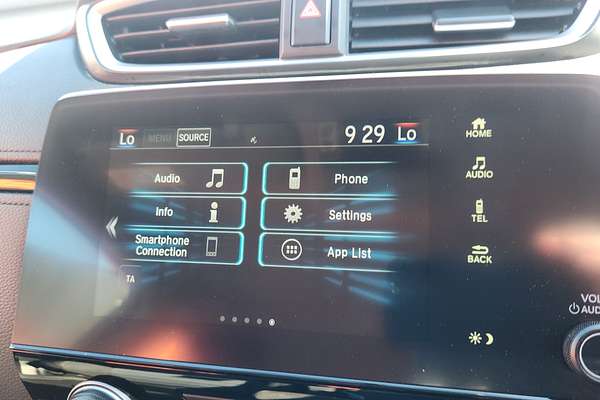 Lo MENU SOURCE 9 29 Lo
HOME
Audio
Phone
AUDIO
Info
Settings
TEL
Smartphone
Connection
App List
BACK
TA
VOL
AUD